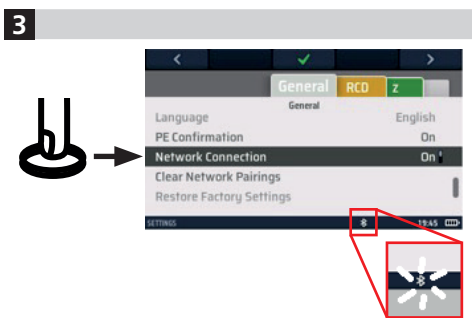 3
General RCD Z
General
Language English
PE Confirmation On
Network Connection On
Clear Network Pairings
Restore Factory Settings
SETTINGS 19:45